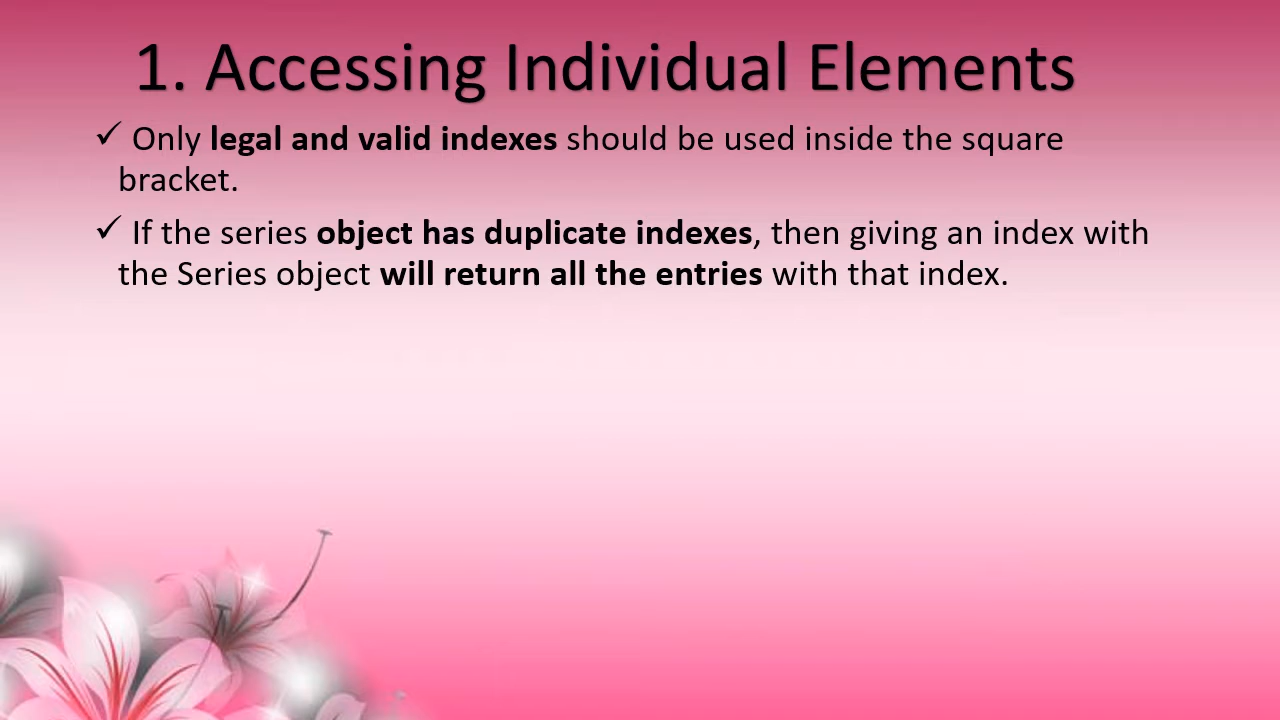 1. Accessing Individual Elements
✓ Only legal and valid indexes should be used inside the square
bracket.
✓ If the series object has duplicate indexes, then giving an index with
the Series object will return all the entries with that index.